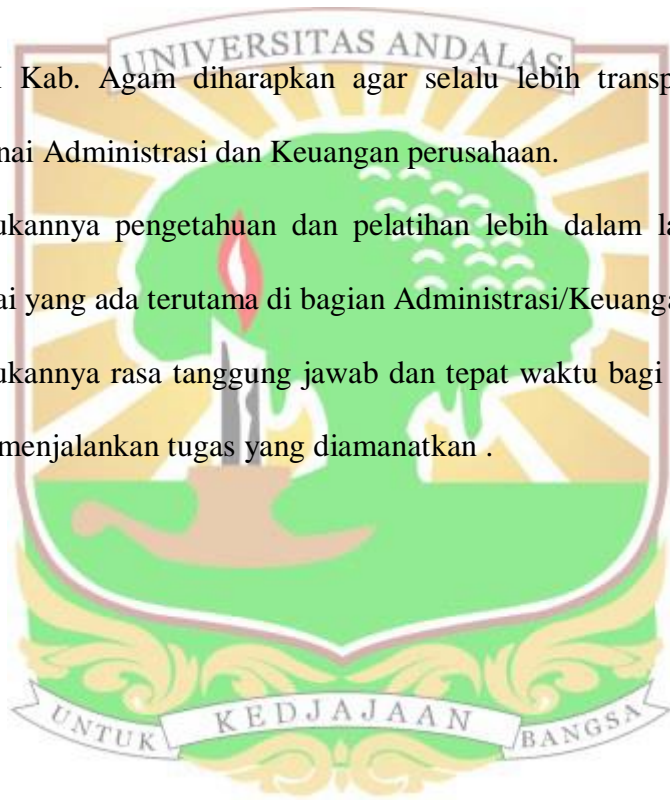 UNIVERSITAS ANDALAS
Kab. Agam diharapkan agar selalu lebih transp
nai Administrasi dan Keuangan perusahaan.
ukannya pengetahuan dan pelatihan lebih dalam la
ai yang ada terutama di bagian Administrasi/Keuanga
ukannya rasa tanggung jawab dan tepat waktu bagi
menjalankan tugas yang diamanatkan .
UNTUK KEDJAJAAN BANGSA